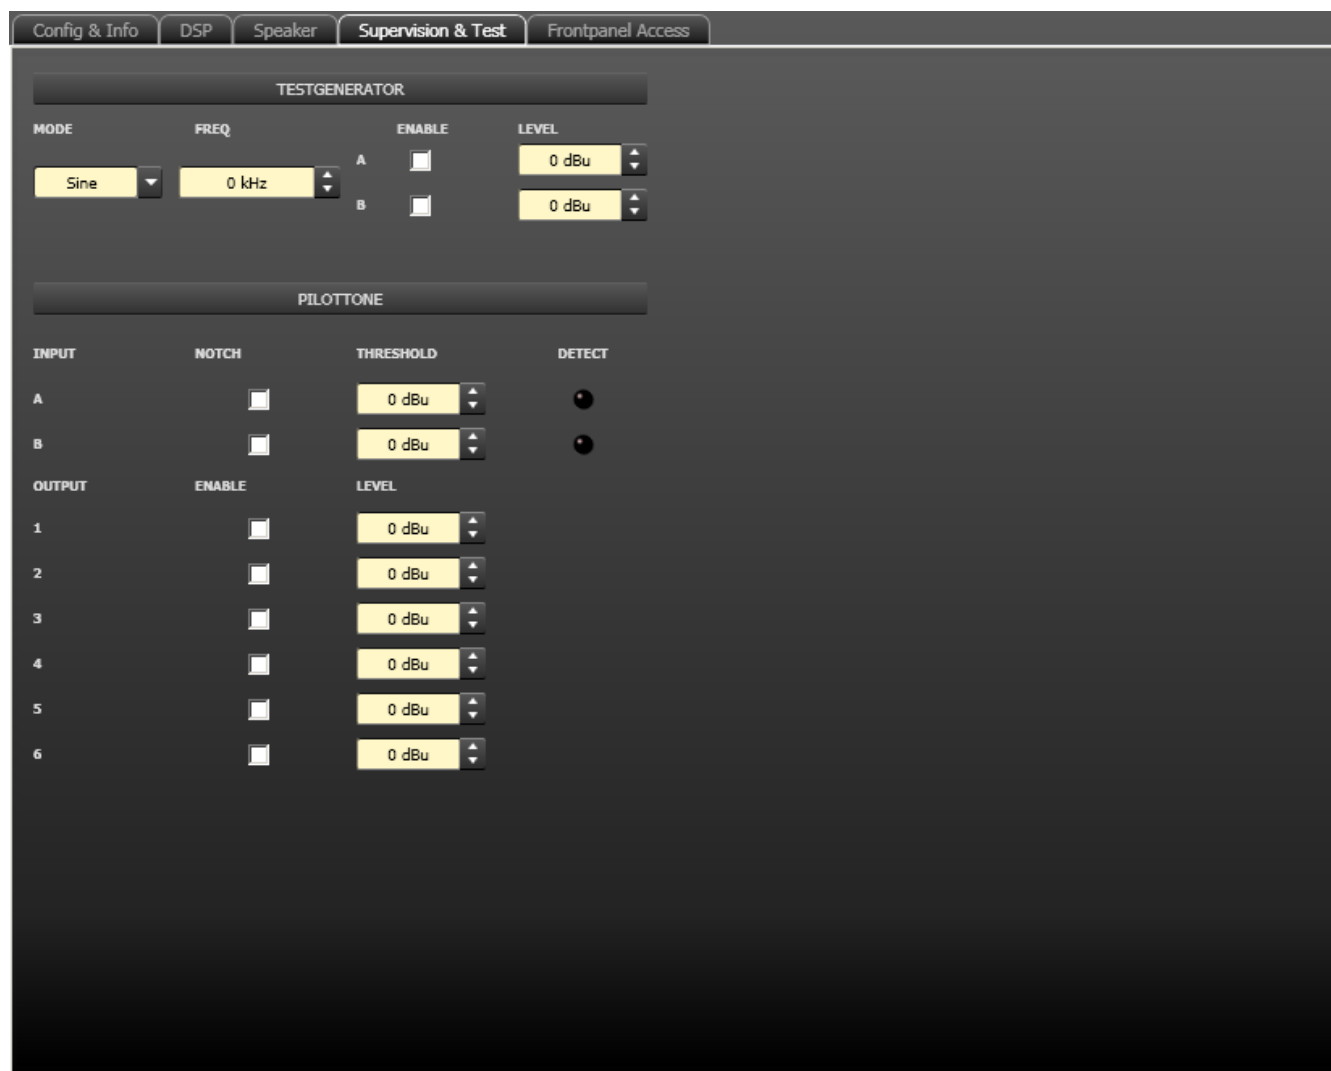 Config & Info DSP Speaker Supervision & Test Frontpanel Access
TESTGENERATOR
MODE FREQ ENABLE LEVEL
A 0 dBu
Sine 0 kHz
B 0 dBu
PILOTTONE
INPUT NOTCH THRESHOLD DETECT
A 0 dBu
B 0 dBu
OUTPUT ENABLE LEVEL
1 0 dBu
2 0 dBu
3 0 dBu
4 0 dBu
5 0 dBu
6 0 dBu